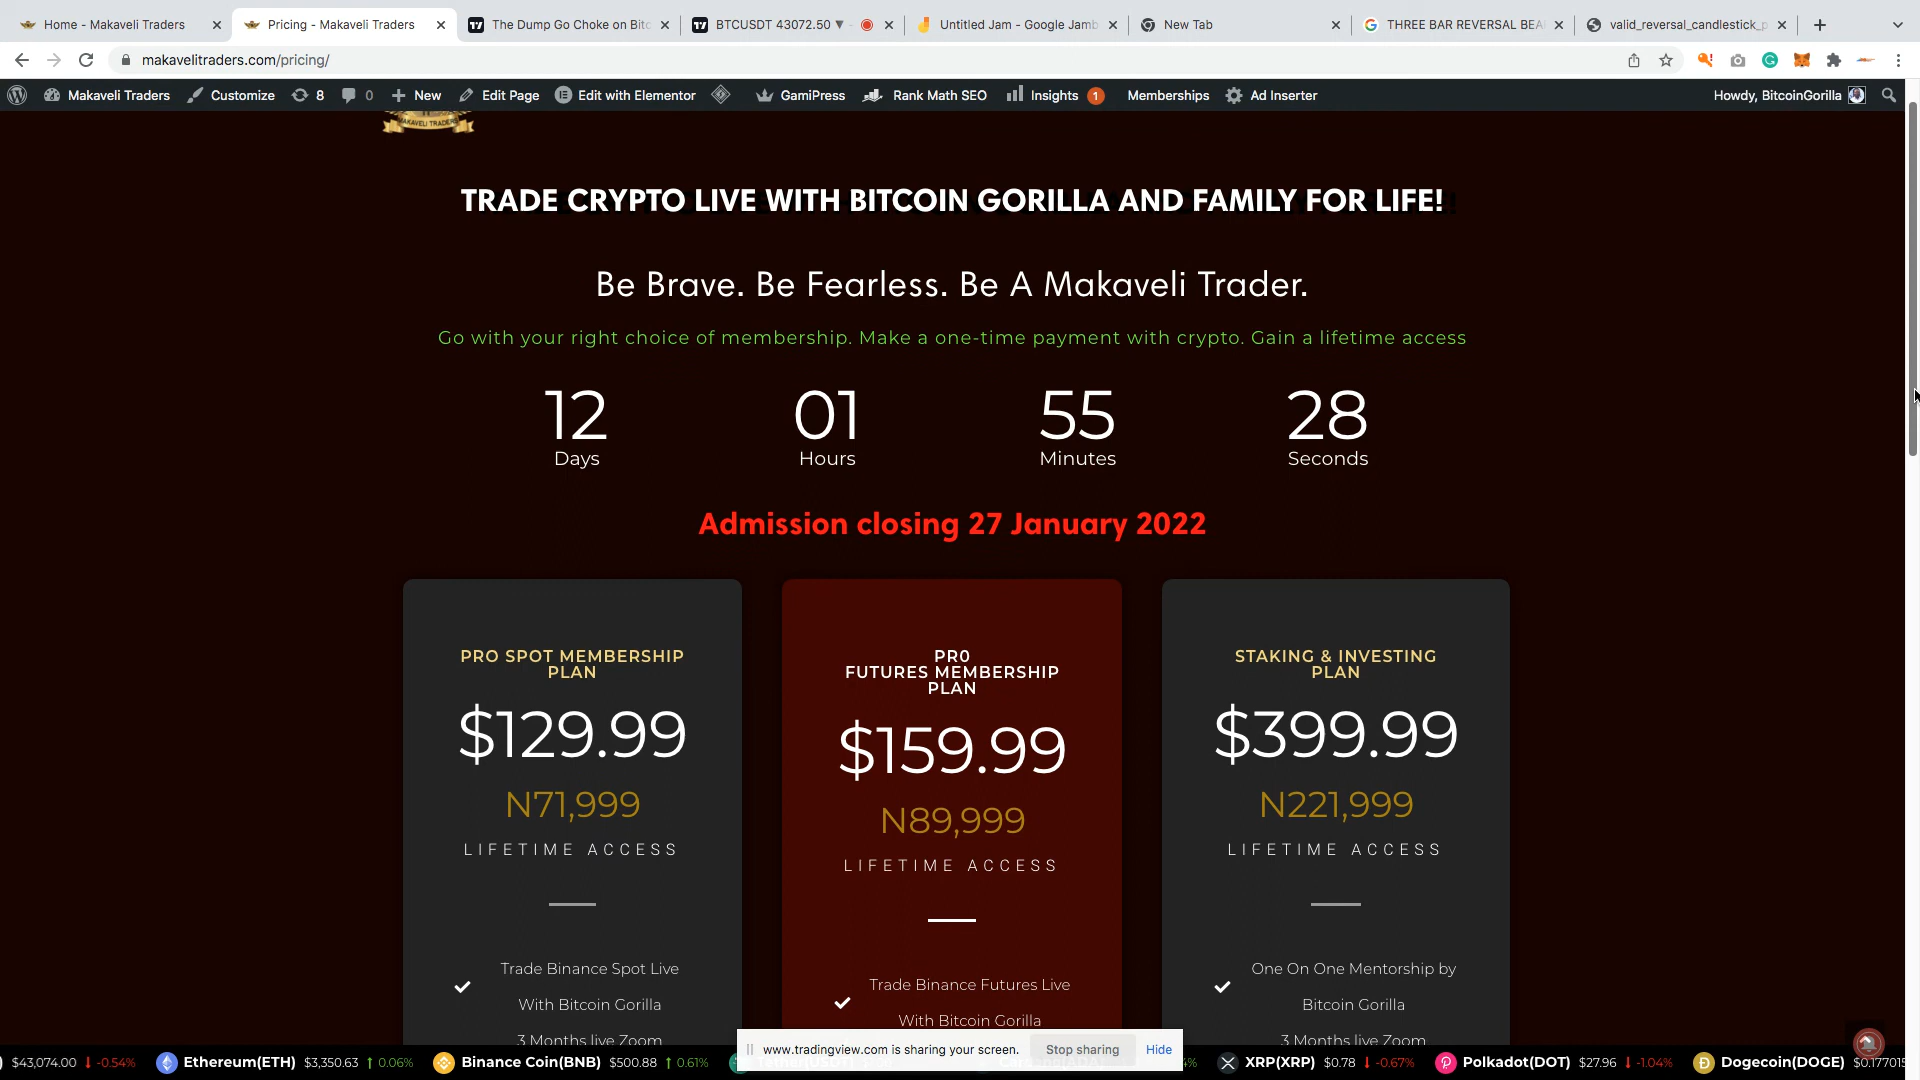 Home - Makaveli Traders
Pricing - Makaveli Traders
The Dump Go Choke on Bitc
BTCUSDT 43072.50 ▼
Untitled Jam - Google Jamb
New Tab
THREE BAR REVERSAL BEA
valid_reversal_candlestick_p
makavelitraders.com/pricing/
Makaveli Traders
Customize
8
0
New
Edit Page
Edit with Elementor
GamiPress
Rank Math SEO
Insights 1
Memberships
Ad Inserter
Howdy, BitcoinGorilla
MAKAVELI TRADERS
TRADE CRYPTO LIVE WITH BITCOIN GORILLA AND FAMILY FOR LIFE!
Be Brave. Be Fearless. Be A Makaveli Trader.
Go with your right choice of membership. Make a one-time payment with crypto. Gain a lifetime access
12 01 55 28
Days Hours Minutes Seconds
Admission closing 27 January 2022
PRO SPOT MEMBERSHIP
PLAN
$129.99
N71,999
LIFETIME ACCESS
Trade Binance Spot Live
With Bitcoin Gorilla
3 Months live Zoom
PR0
FUTURES MEMBERSHIP
PLAN
$159.99
N89,999
LIFETIME ACCESS
Trade Binance Futures Live
With Bitcoin Gorilla
STAKING & INVESTING
PLAN
$399.99
N221,999
LIFETIME ACCESS
One On One Mentorship by
Bitcoin Gorilla
3 Months live Zoom
www.tradingview.com is sharing your screen. Stop sharing Hide
) $43,074.00 ↓ -0.54% Ethereum(ETH) $3,350.63 ↑ 0.06% Binance Coin(BNB) $500.88 ↑ 0.61% XRP(XRP) $0.78 ↓ -0.67% Polkadot(DOT) $27.96 ↓ -1.04% Dogecoin(DOGE) $0.177015